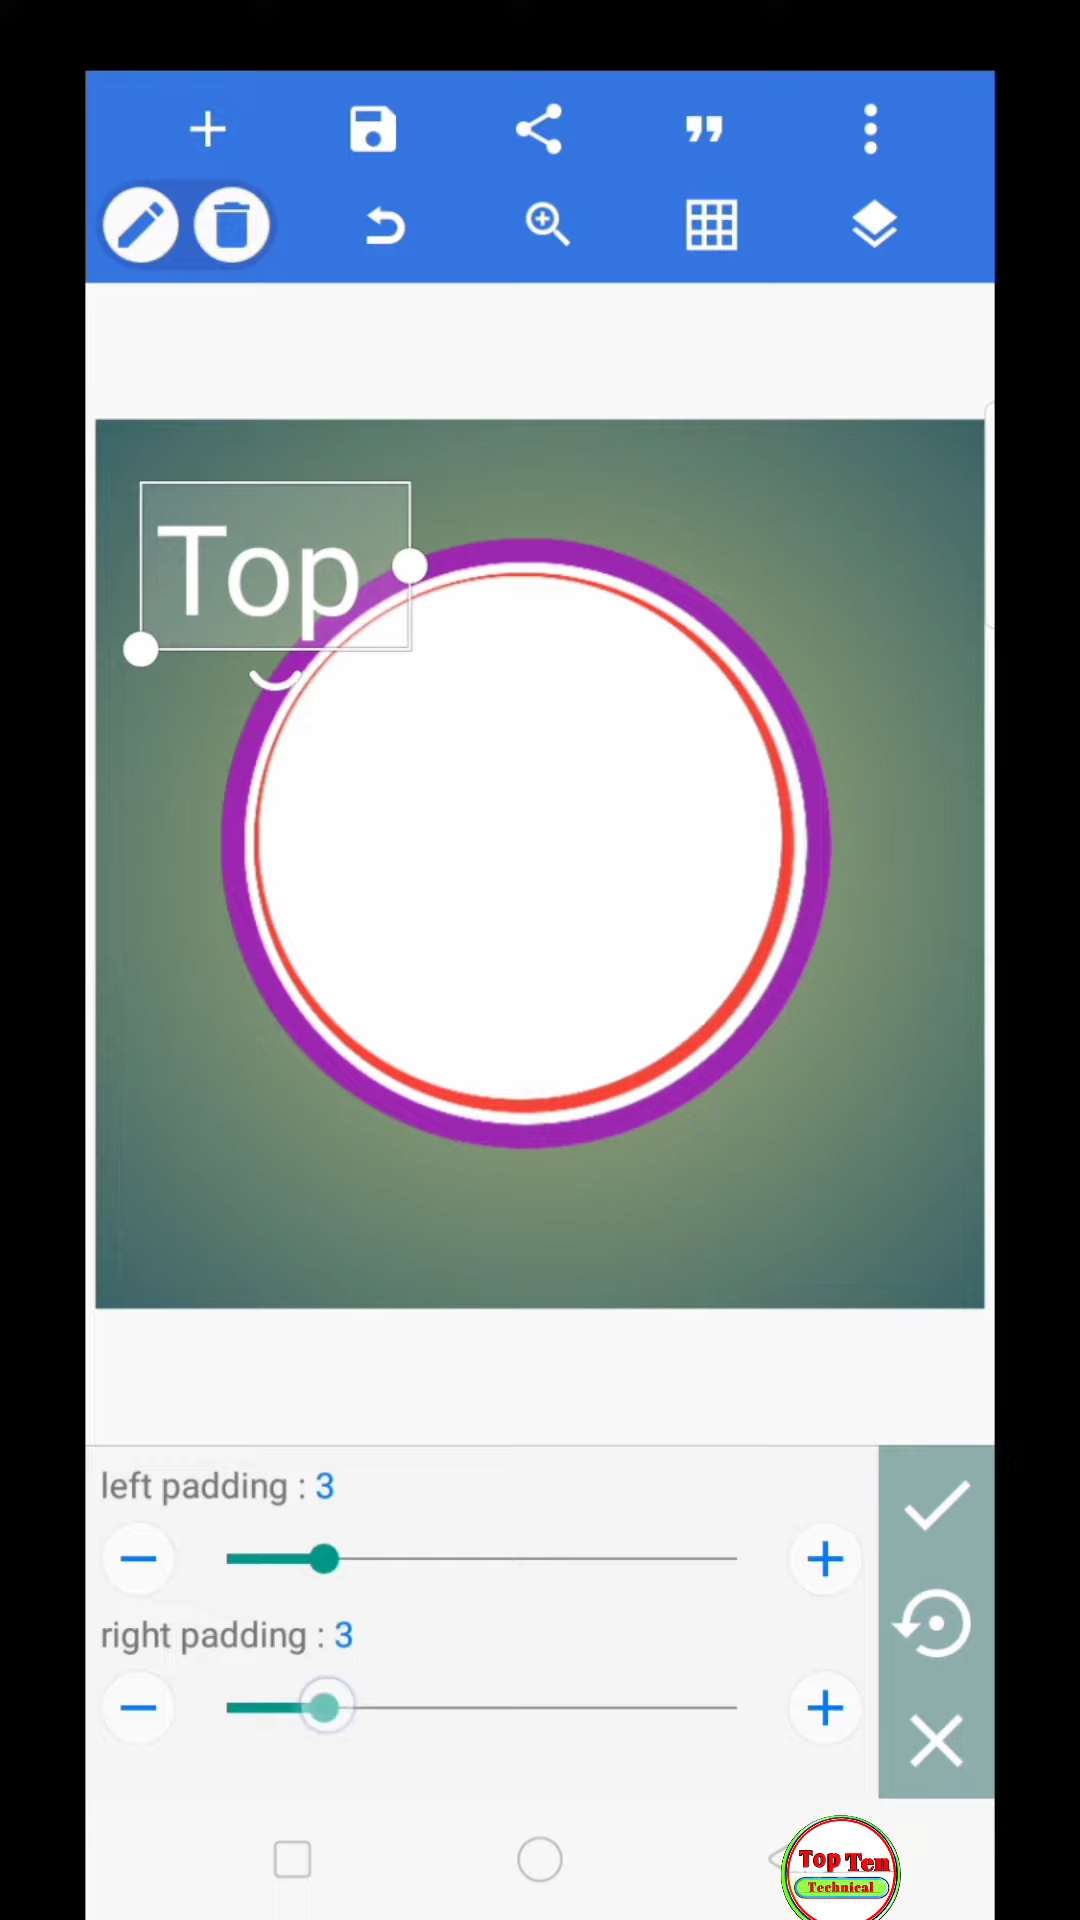 Top
left padding : 3
right padding : 3
Top Ten
Technical